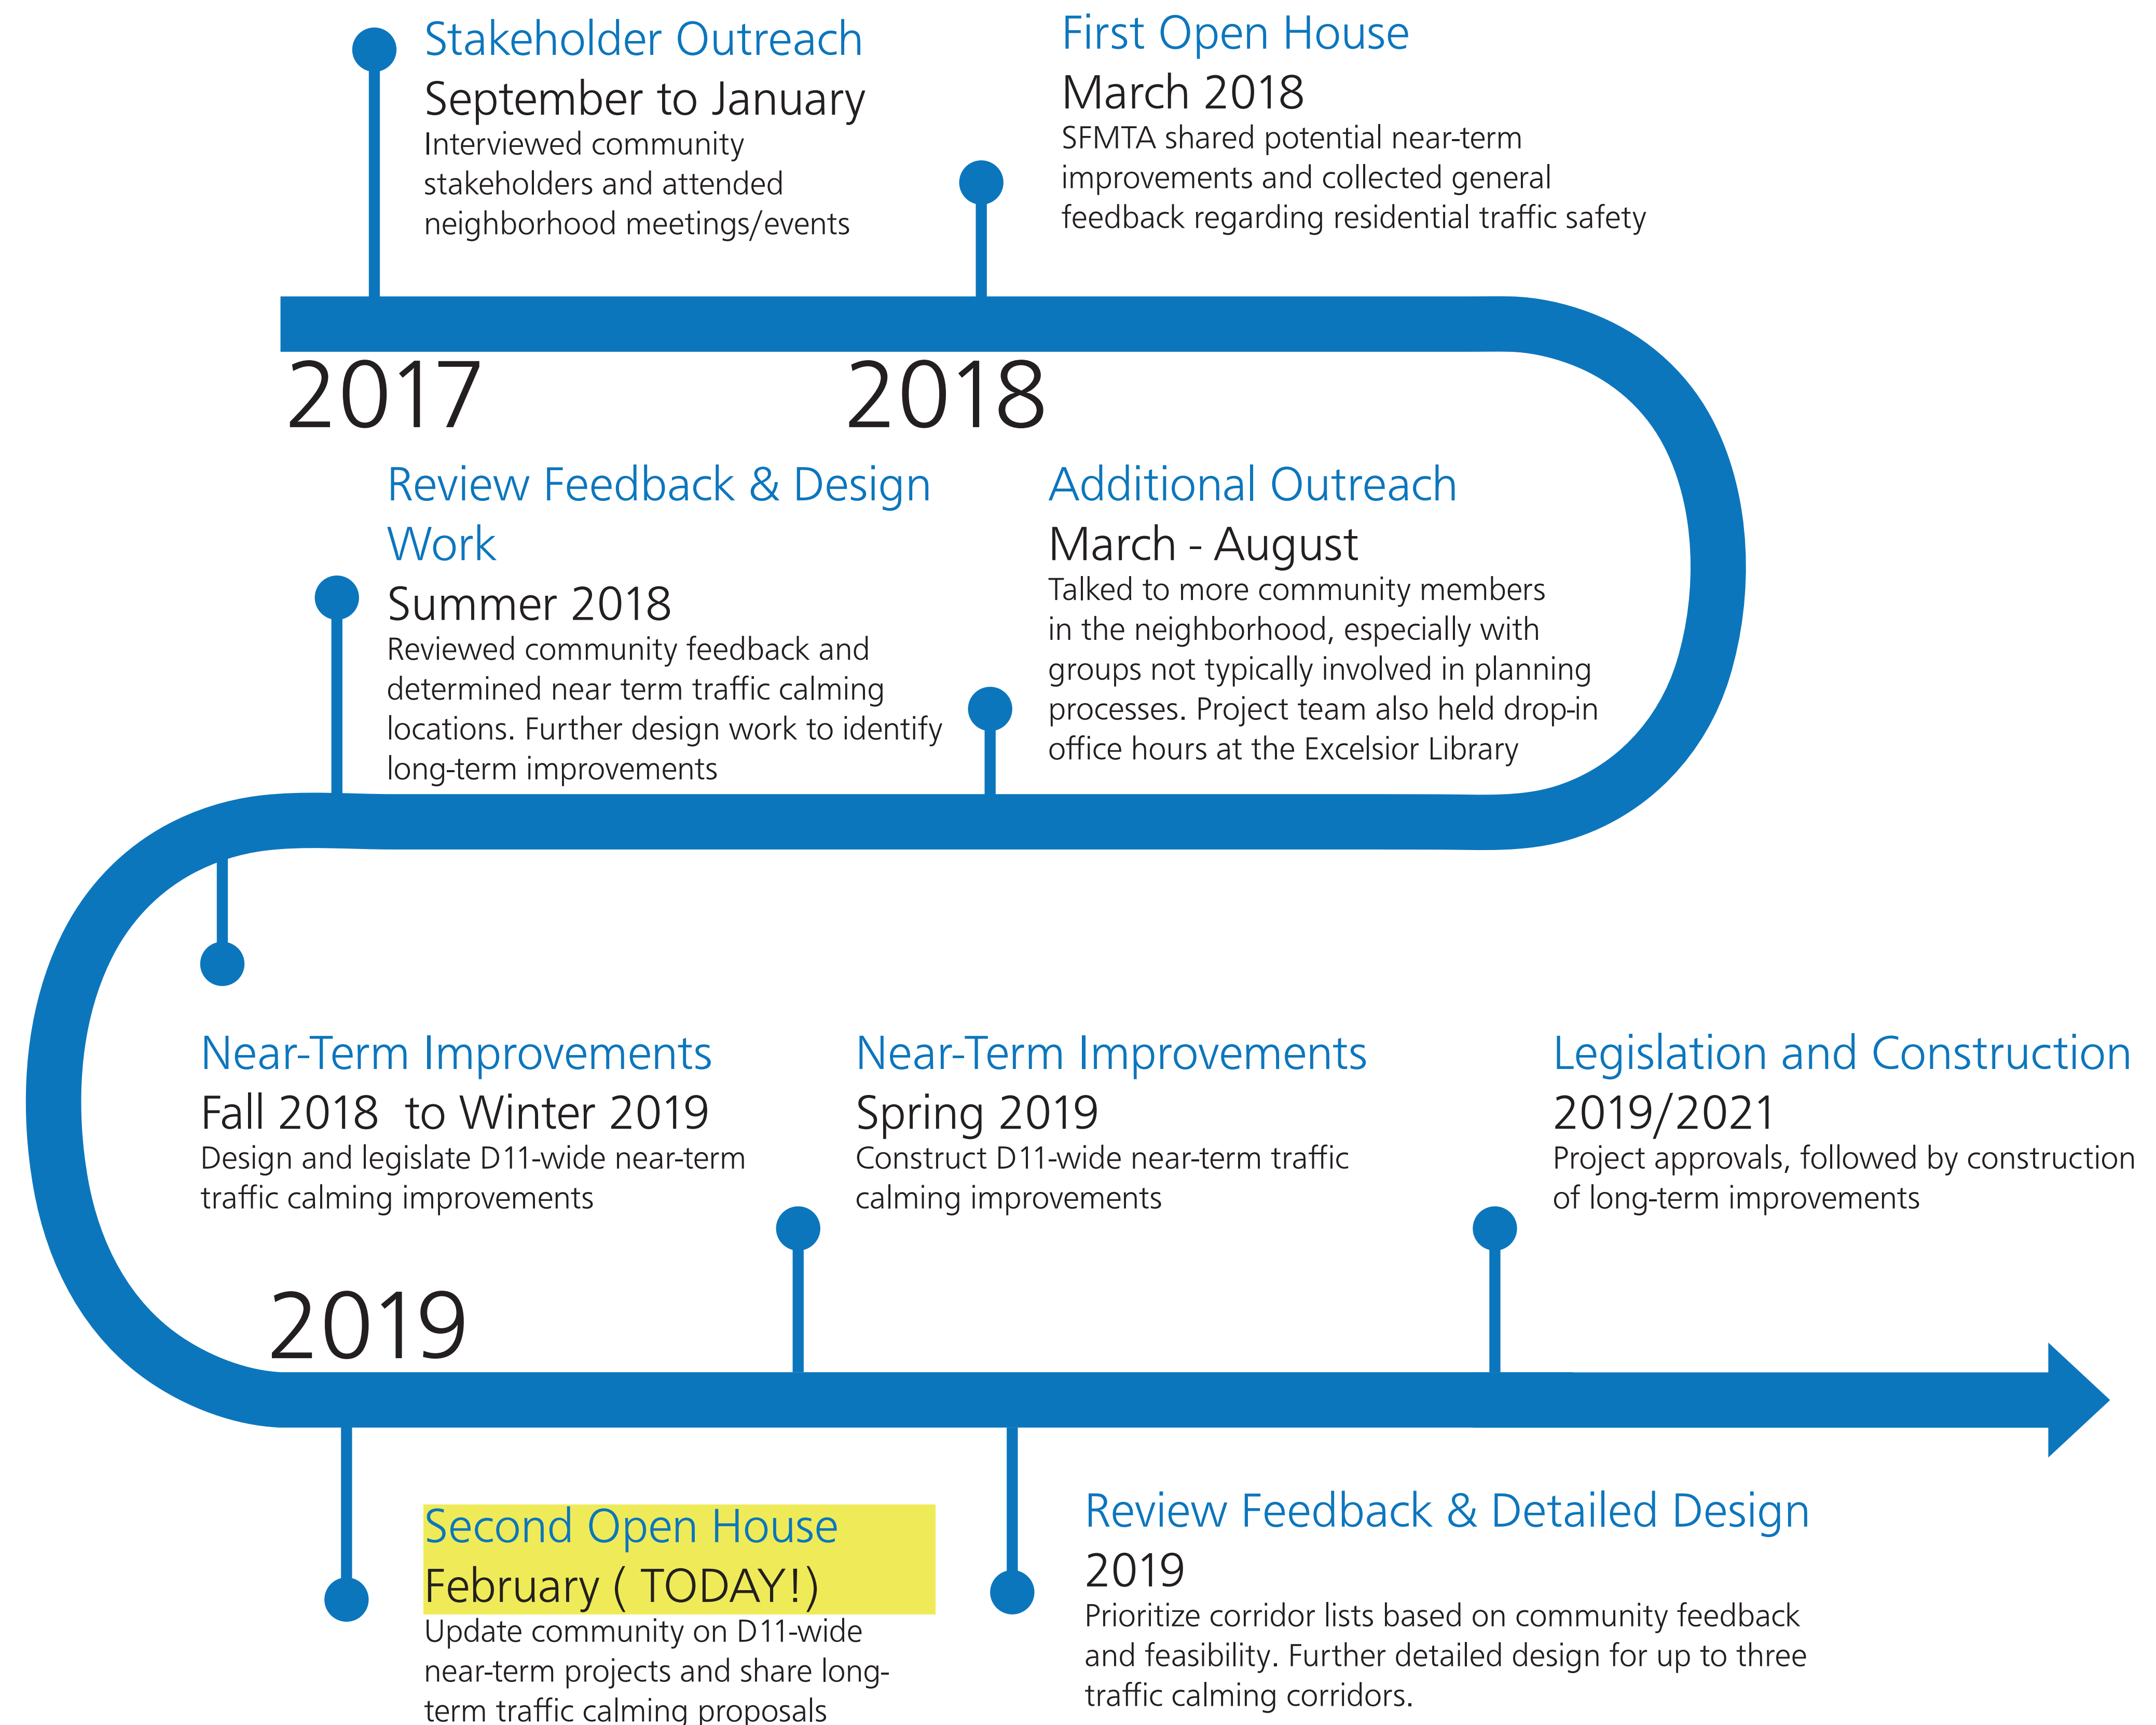 Stakeholder Outreach
September to January
Interviewed community
stakeholders and attended
neighborhood meetings/events
First Open House
March 2018
SFMTA shared potential near-term
improvements and collected general
feedback regarding residential traffic safety
2017
2018
Review Feedback & Design
Work
Summer 2018
Reviewed community feedback and
determined near term traffic calming
locations. Further design work to identify
long-term improvements
Additional Outreach
March - August
Talked to more community members
in the neighborhood, especially with
groups not typically involved in planning
processes. Project team also held drop-in
office hours at the Excelsior Library
Near-Term Improvements
Fall 2018  to Winter 2019
Design and legislate D11-wide near-term
traffic calming improvements
Near-Term Improvements
Spring 2019
Construct D11-wide near-term traffic
calming improvements
Legislation and Construction
2019/2021
Project approvals, followed by construction
of long-term improvements
2019
Second Open House
February ( TODAY!)
Update community on D11-wide
near-term projects and share long-
term traffic calming proposals
Review Feedback & Detailed Design
2019
Prioritize corridor lists based on community feedback
and feasibility. Further detailed design for up to three
traffic calming corridors.